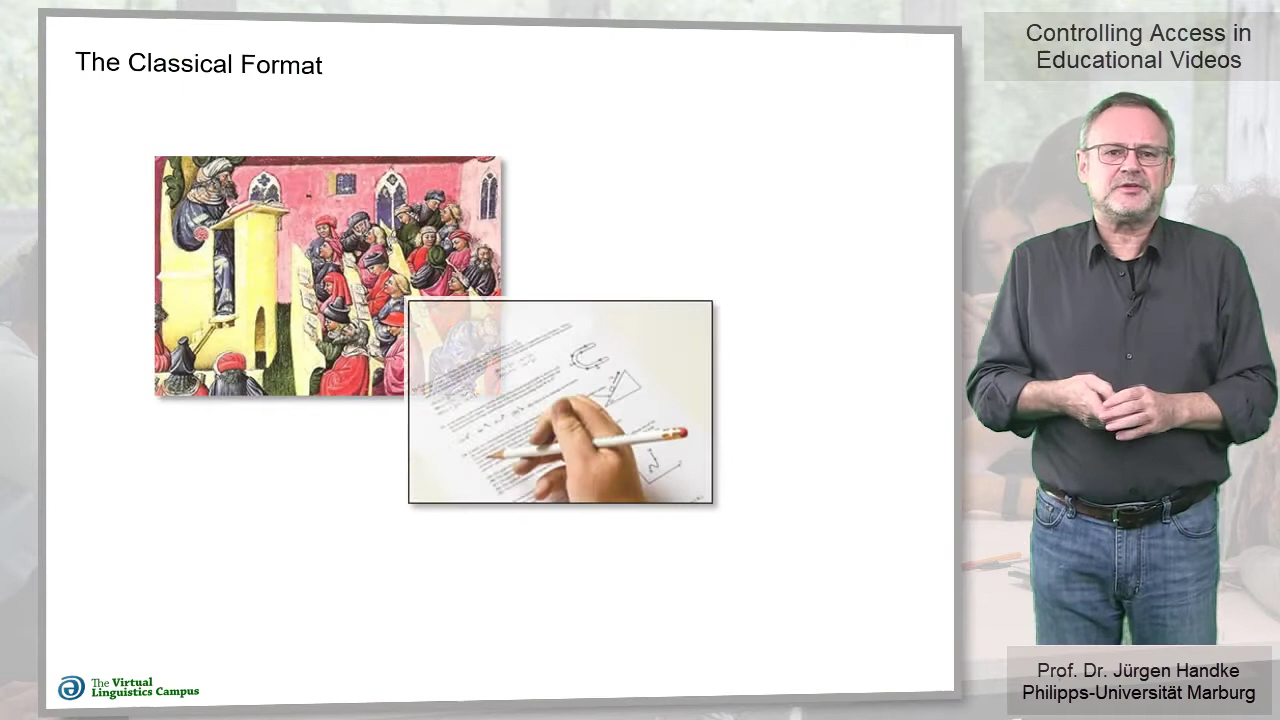 The Classical Format
Controlling Access in
Educational Videos
The Virtual
Linguistics Campus
Prof. Dr. Jürgen Handke
Philipps-Universität Marburg